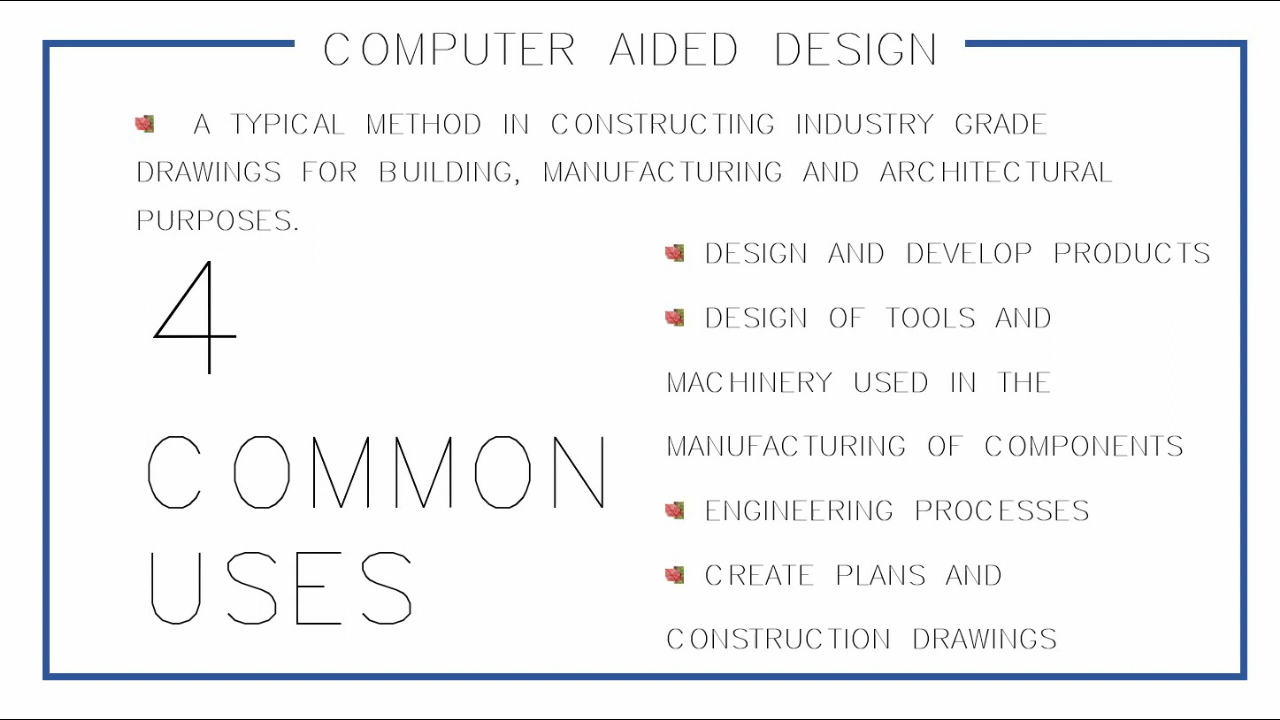 COMPUTER AIDED DESIGN
A TYPICAL METHOD IN CONSTRUCTING INDUSTRY GRADE
DRAWINGS FOR BUILDING, MANUFACTURING AND ARCHITECTURAL
PURPOSES.
4
COMMON
USES
DESIGN AND DEVELOP PRODUCTS
DESIGN OF TOOLS AND
MACHINERY USED IN THE
MANUFACTURING OF COMPONENTS
ENGINEERING PROCESSES
CREATE PLANS AND
CONSTRUCTION DRAWINGS